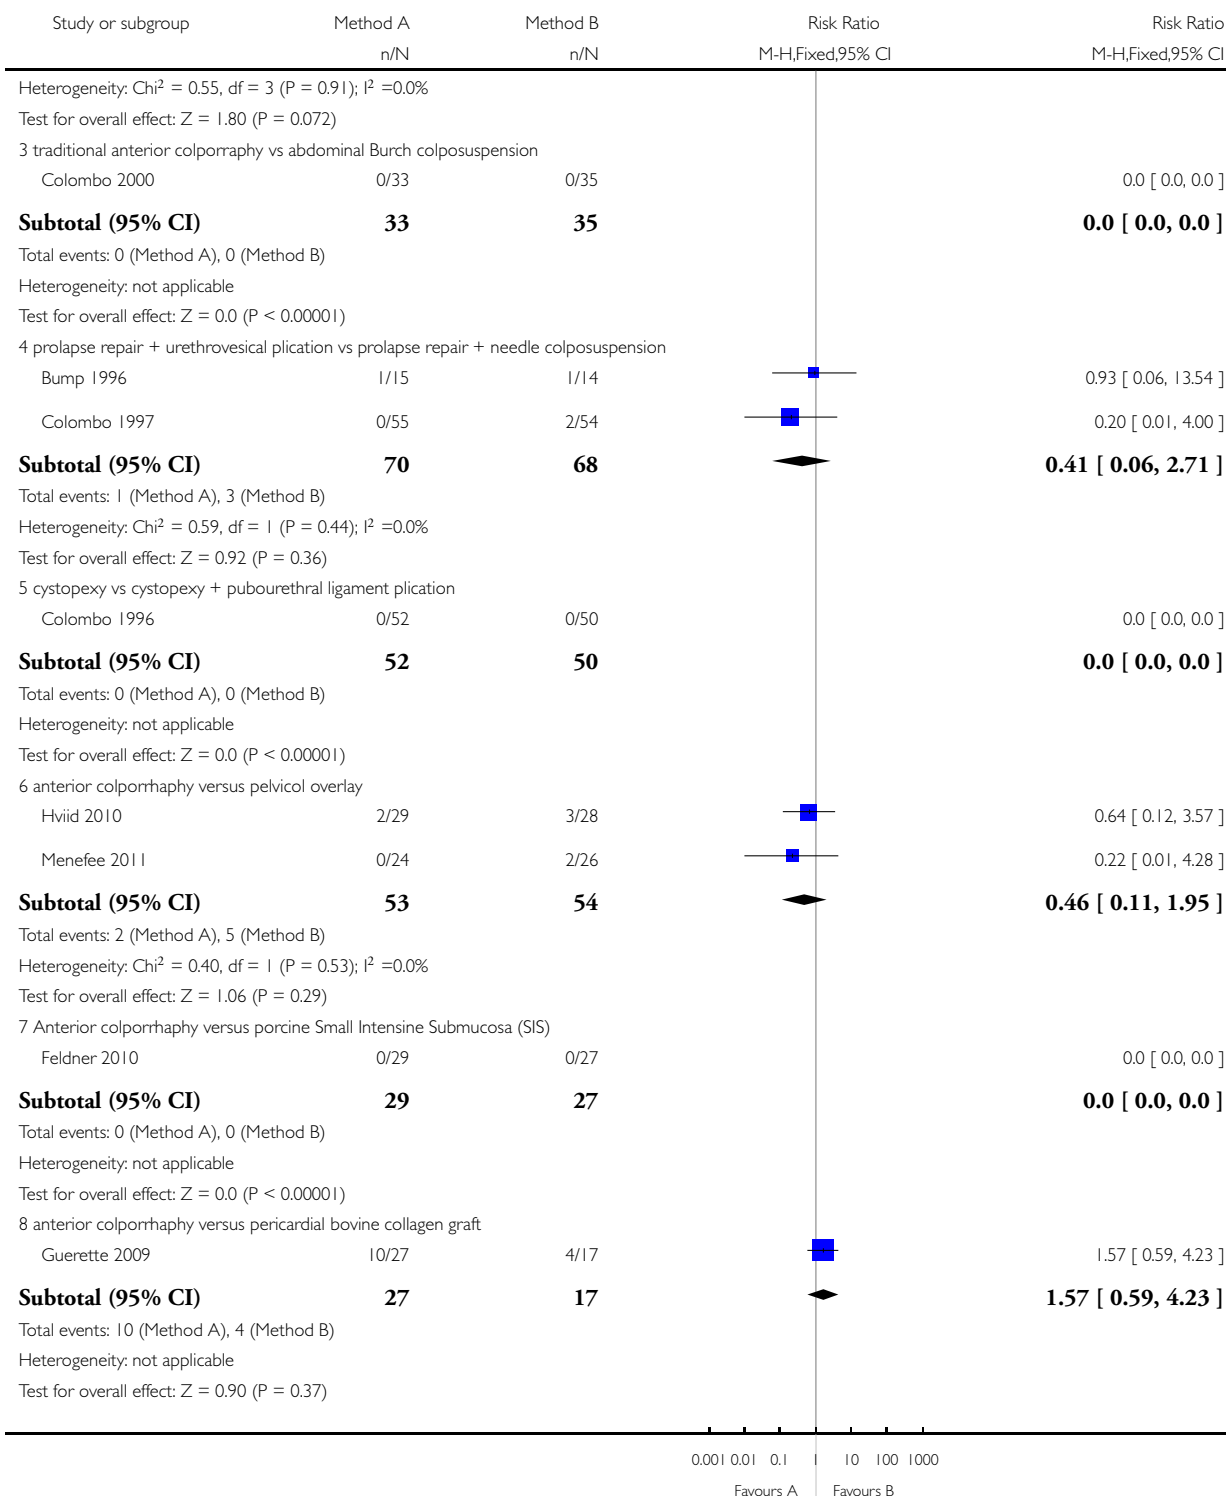 Study or subgroup Method A Method B Risk Ratio Risk Ratio
n/N n/N M-H,Fixed,95% CI M-H,Fixed,95% CI
Heterogeneity: Chi² = 0.55, df = 3 (P = 0.91); I² =0.0%
Test for overall effect: Z = 1.80 (P = 0.072)
3 traditional anterior colporraphy vs abdominal Burch colposuspension
Colombo 2000 0/33 0/35 0.0 [ 0.0, 0.0 ]
Subtotal (95% CI) 33 35 0.0 [ 0.0, 0.0 ]
Total events: 0 (Method A), 0 (Method B)
Heterogeneity: not applicable
Test for overall effect: Z = 0.0 (P < 0.00001)
4 prolapse repair + urethrovesical plication vs prolapse repair + needle colposuspension
Bump 1996 1/15 1/14 0.93 [ 0.06, 13.54 ]
Colombo 1997 0/55 2/54 0.20 [ 0.01, 4.00 ]
Subtotal (95% CI) 70 68 0.41 [ 0.06, 2.71 ]
Total events: 1 (Method A), 3 (Method B)
Heterogeneity: Chi² = 0.59, df = 1 (P = 0.44); I² =0.0%
Test for overall effect: Z = 0.92 (P = 0.36)
5 cystopexy vs cystopexy + pubourethral ligament plication
Colombo 1996 0/52 0/50 0.0 [ 0.0, 0.0 ]
Subtotal (95% CI) 52 50 0.0 [ 0.0, 0.0 ]
Total events: 0 (Method A), 0 (Method B)
Heterogeneity: not applicable
Test for overall effect: Z = 0.0 (P < 0.00001)
6 anterior colporrhaphy versus pelvicol overlay
Hviid 2010 2/29 3/28 0.64 [ 0.12, 3.57 ]
Menefee 2011 0/24 2/26 0.22 [ 0.01, 4.28 ]
Subtotal (95% CI) 53 54 0.46 [ 0.11, 1.95 ]
Total events: 2 (Method A), 5 (Method B)
Heterogeneity: Chi² = 0.40, df = 1 (P = 0.53); I² =0.0%
Test for overall effect: Z = 1.06 (P = 0.29)
7 Anterior colporrhaphy versus porcine Small Intensine Submucosa (SIS)
Feldner 2010 0/29 0/27 0.0 [ 0.0, 0.0 ]
Subtotal (95% CI) 29 27 0.0 [ 0.0, 0.0 ]
Total events: 0 (Method A), 0 (Method B)
Heterogeneity: not applicable
Test for overall effect: Z = 0.0 (P < 0.00001)
8 anterior colporrhaphy versus pericardial bovine collagen graft
Guerette 2009 10/27 4/17 1.57 [ 0.59, 4.23 ]
Subtotal (95% CI) 27 17 1.57 [ 0.59, 4.23 ]
Total events: 10 (Method A), 4 (Method B)
Heterogeneity: not applicable
Test for overall effect: Z = 0.90 (P = 0.37)
0.001 0.01 0.1 1 10 100 1000
Favours A Favours B